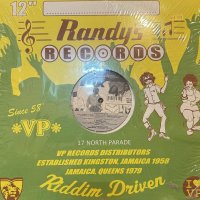 12"
Randy's
RECORDS
Since 58
*VP*
17 NORTH PARADE
VP RECORDS DISTRIBUTORS
ESTABLISHED KINGSTON, JAMAICA 1958
JAMAICA, QUEENS 1979
Riddim Driven
I
VP